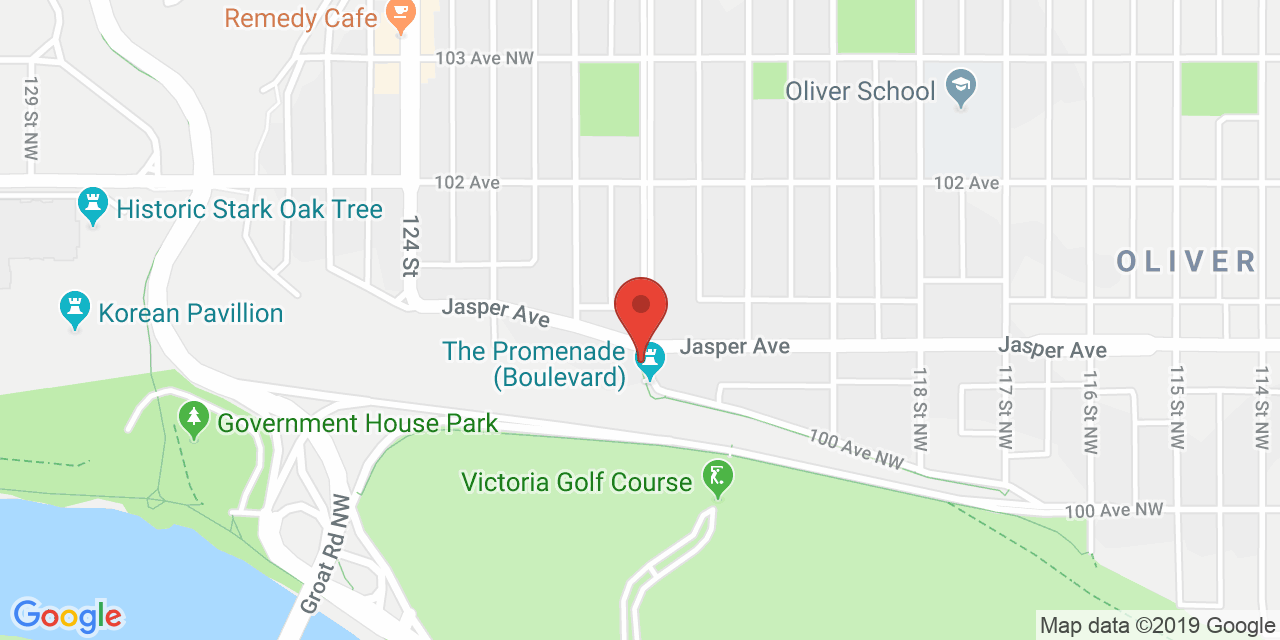 Remedy Cafe
103 Ave NW
Oliver School
129 St NW
102 Ave
102 Ave
Historic Stark Oak Tree
124 St
OLIVER
Korean Pavillion
Jasper Ave
The Promenade
(Boulevard)
Jasper Ave
Jasper Ave
118 St NW
117 St NW
116 St NW
115 St NW
114 St NW
Government House Park
100 Ave NW
Victoria Golf Course
100 Ave NW
Groat Rd NW
Google
Map data ©2019 Google